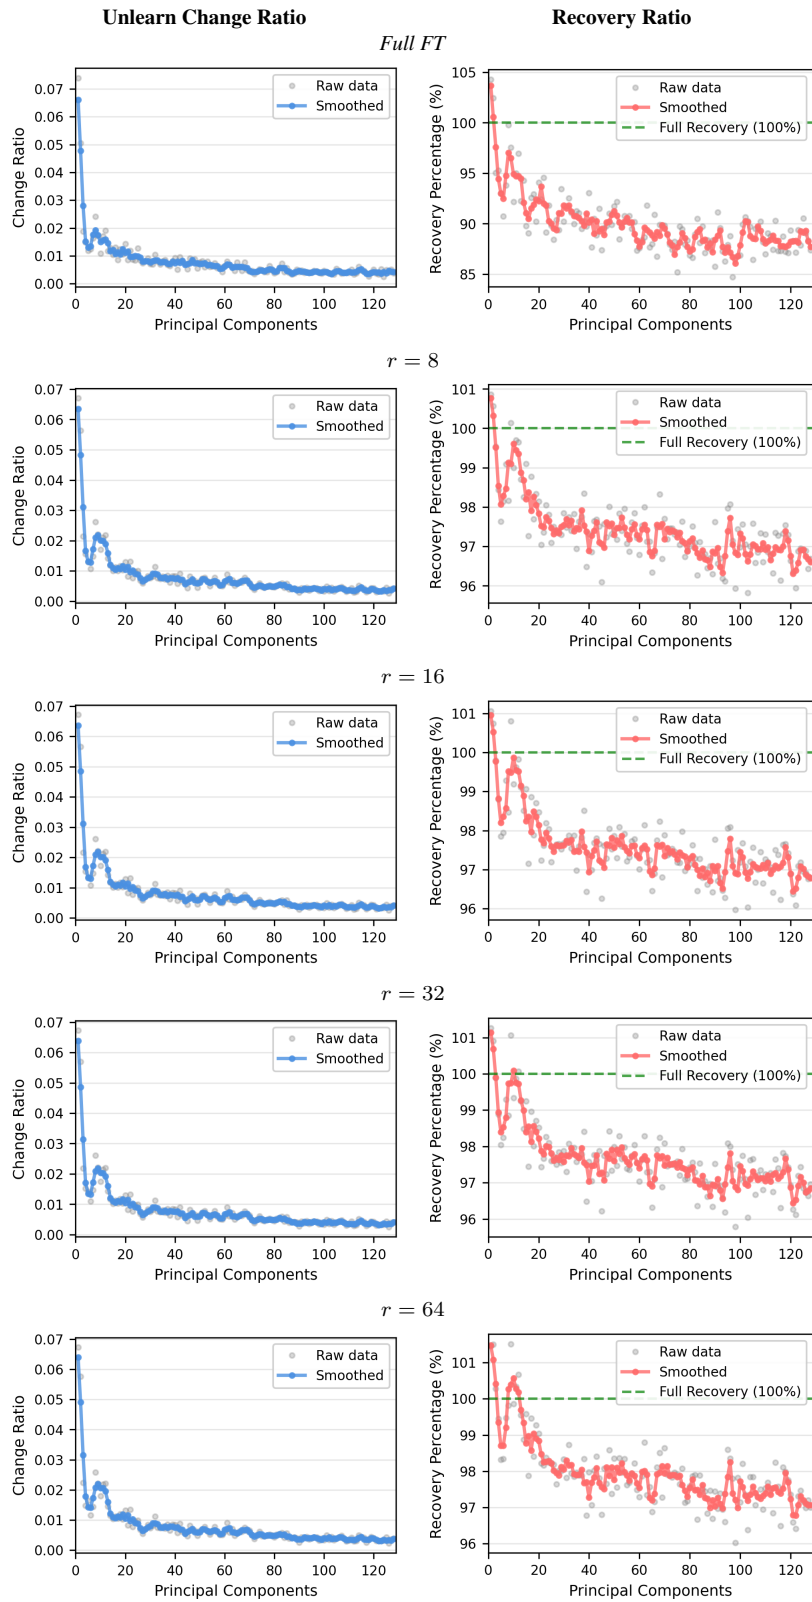 Unlearn Change Ratio Recovery Ratio
Full FT
0.07
0.06
0.05
0.04
0.03
0.02
0.01
0.00
Change Ratio
Raw data
Smoothed
0 20 40 60 80 100 120
Principal Components
105
100
95
90
85
Recovery Percentage (%)
Raw data
Smoothed
Full Recovery (100%)
0 20 40 60 80 100 120
Principal Components
r = 8
0.07
0.06
0.05
0.04
0.03
0.02
0.01
0.00
Change Ratio
Raw data
Smoothed
0 20 40 60 80 100 120
Principal Components
101
100
99
98
97
96
Recovery Percentage (%)
Raw data
Smoothed
Full Recovery (100%)
0 20 40 60 80 100 120
Principal Components
r = 16
0.07
0.06
0.05
0.04
0.03
0.02
0.01
0.00
Change Ratio
Raw data
Smoothed
0 20 40 60 80 100 120
Principal Components
101
100
99
98
97
96
Recovery Percentage (%)
Raw data
Smoothed
Full Recovery (100%)
0 20 40 60 80 100 120
Principal Components
r = 32
0.07
0.06
0.05
0.04
0.03
0.02
0.01
0.00
Change Ratio
Raw data
Smoothed
0 20 40 60 80 100 120
Principal Components
101
100
99
98
97
96
Recovery Percentage (%)
Raw data
Smoothed
Full Recovery (100%)
0 20 40 60 80 100 120
Principal Components
r = 64
0.07
0.06
0.05
0.04
0.03
0.02
0.01
0.00
Change Ratio
Raw data
Smoothed
0 20 40 60 80 100 120
Principal Components
101
100
99
98
97
96
Recovery Percentage (%)
Raw data
Smoothed
Full Recovery (100%)
0 20 40 60 80 100 120
Principal Components